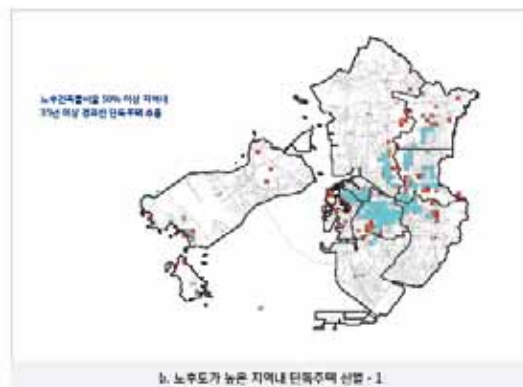 노후건축물비율 50% 이상 지역내
35년 이상 경과된 단독주택 추출
b. 노후도가 높은 지역내 단독주택 선별 - 1